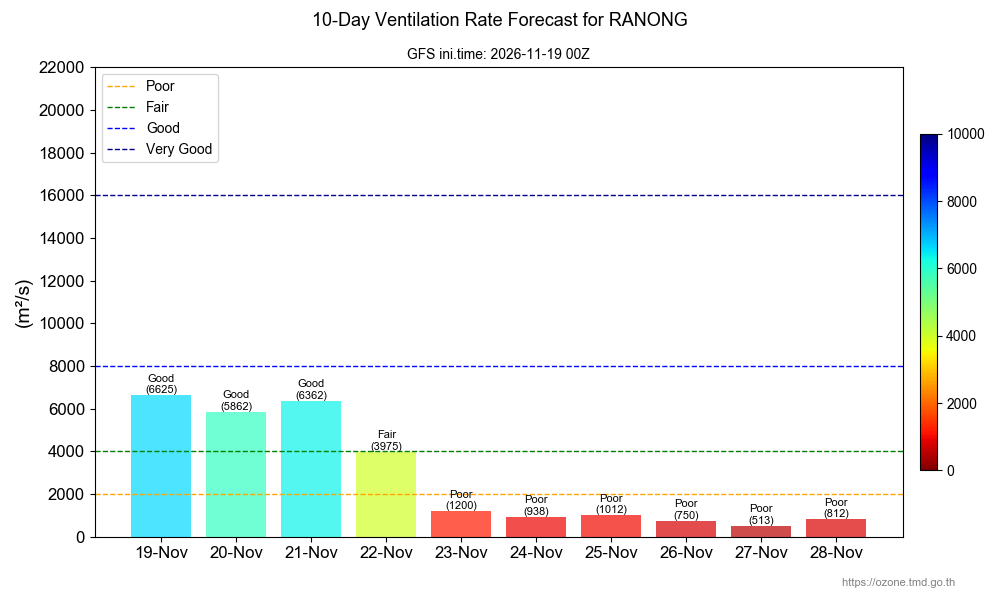 10-Day Ventilation Rate Forecast for RANONG
GFS ini.time: 2026-11-19 00Z
(m²/s)
22000
20000
18000
16000
14000
12000
10000
8000
6000
4000
2000
0
Poor
Fair
Good
Very Good
Good
(6625)
Good
(5862)
Good
(6362)
Fair
(3975)
Poor
(1200)
Poor
(938)
Poor
(1012)
Poor
(750)
Poor
(513)
Poor
(812)
19-Nov 20-Nov 21-Nov 22-Nov 23-Nov 24-Nov 25-Nov 26-Nov 27-Nov 28-Nov
10000
8000
6000
4000
2000
0
https://ozone.tmd.go.th